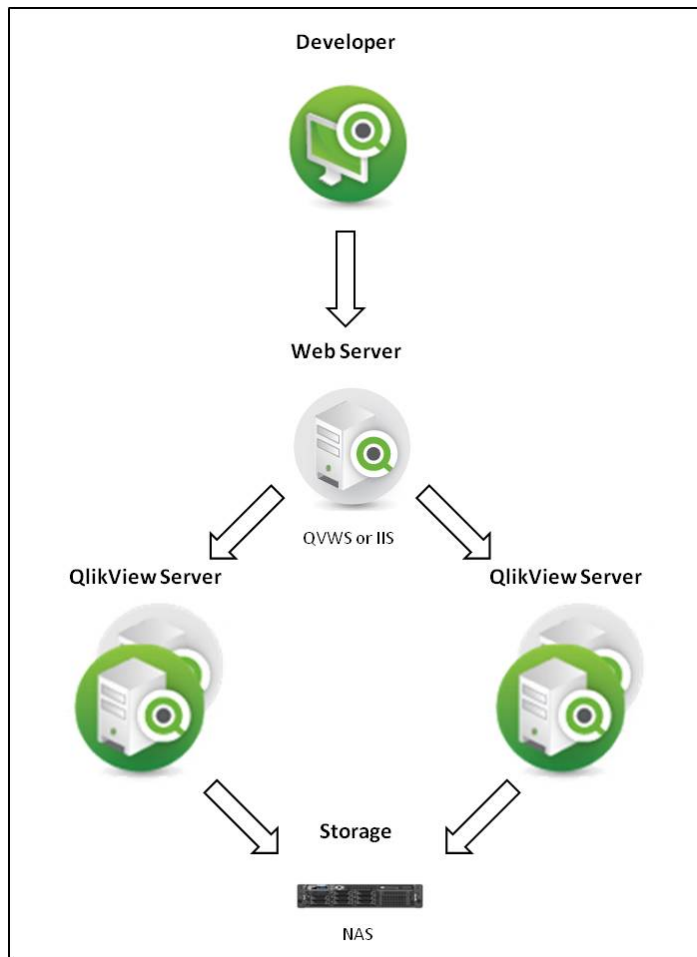 Developer
Web Server
QVWS or IIS
QlikView Server
QlikView Server
Storage
NAS